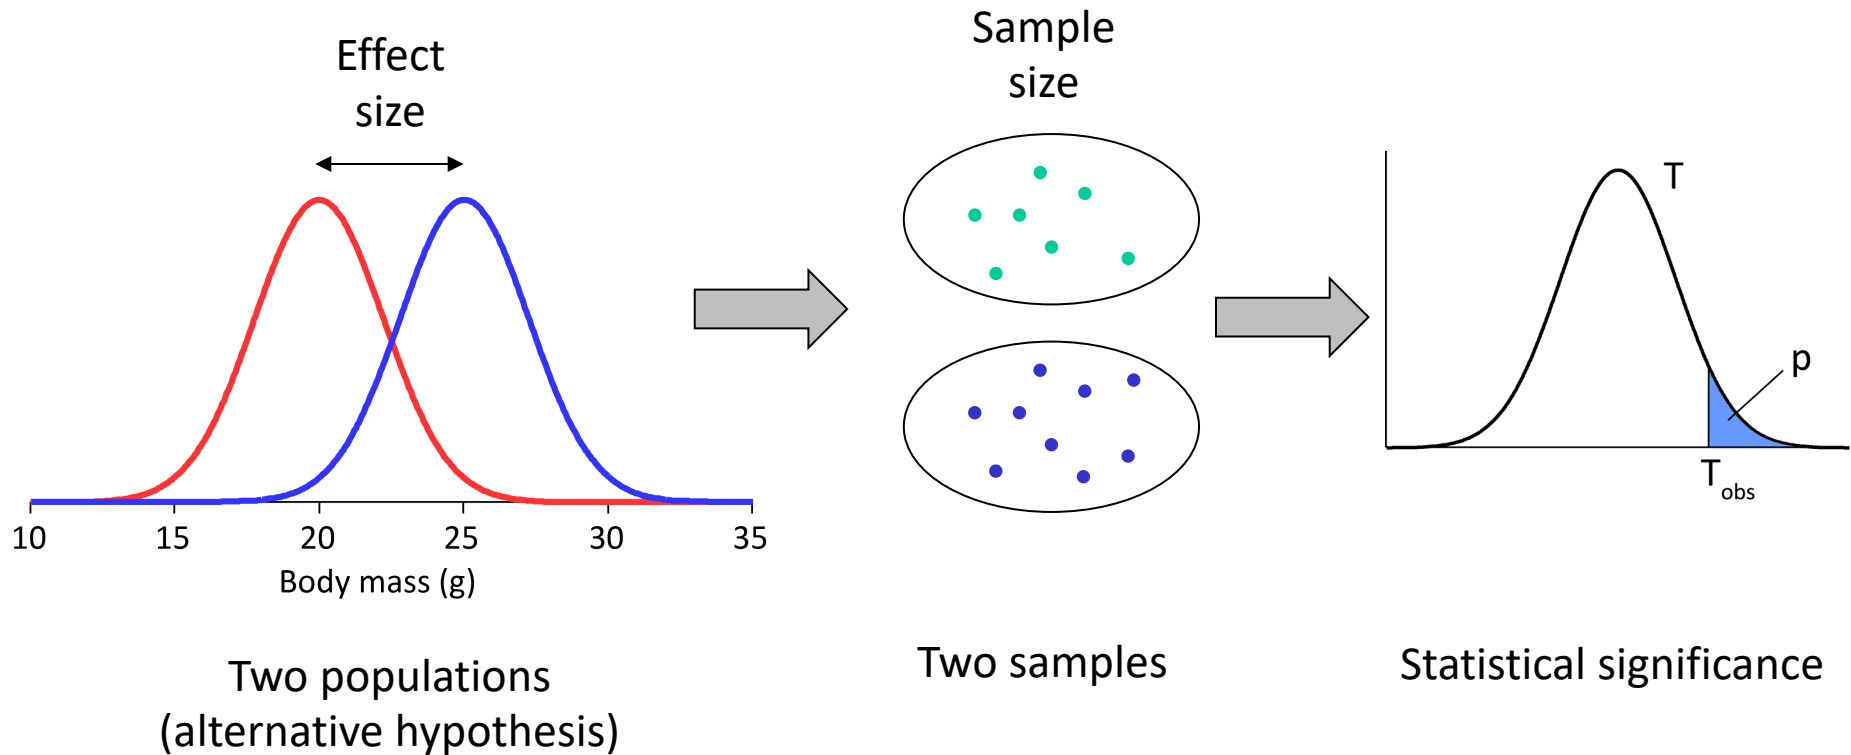 Effect
size
10 15 20 25 30 35
Body mass (g)
Two populations
(alternative hypothesis)
Sample
size
Two samples
T
p
T obs
Statistical significance